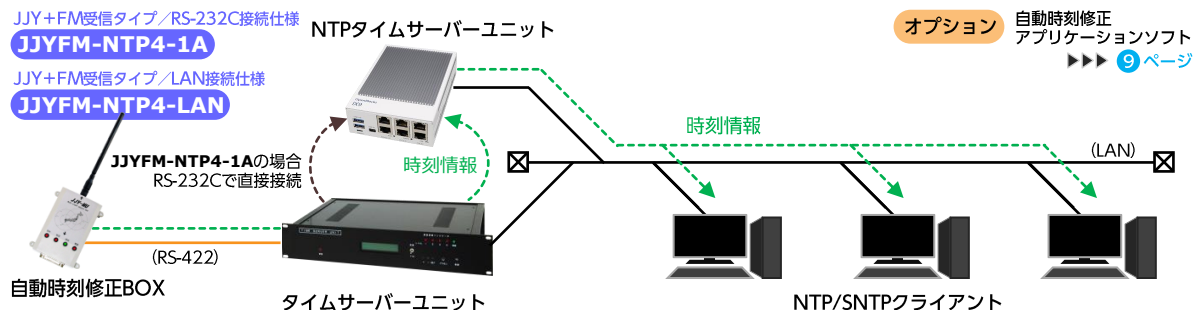 JJY+FM受信タイプ／RS-232C接続仕様
JJYFM-NTP4-1A
JJY+FM受信タイプ／LAN接続仕様
JJYFM-NTP4-LAN
NTPタイムサーバーユニット
オプション
自動時刻修正
アプリケーションソフト
▶▶▶ 9 ページ
JJYFM-NTP4-1Aの場合
RS-232Cで直接接続
時刻情報
時刻情報
(LAN)
JJY-
TIME SERVER UNIT
(RS-422)
自動時刻修正BOX
タイムサーバーユニット
NTP/SNTPクライアント